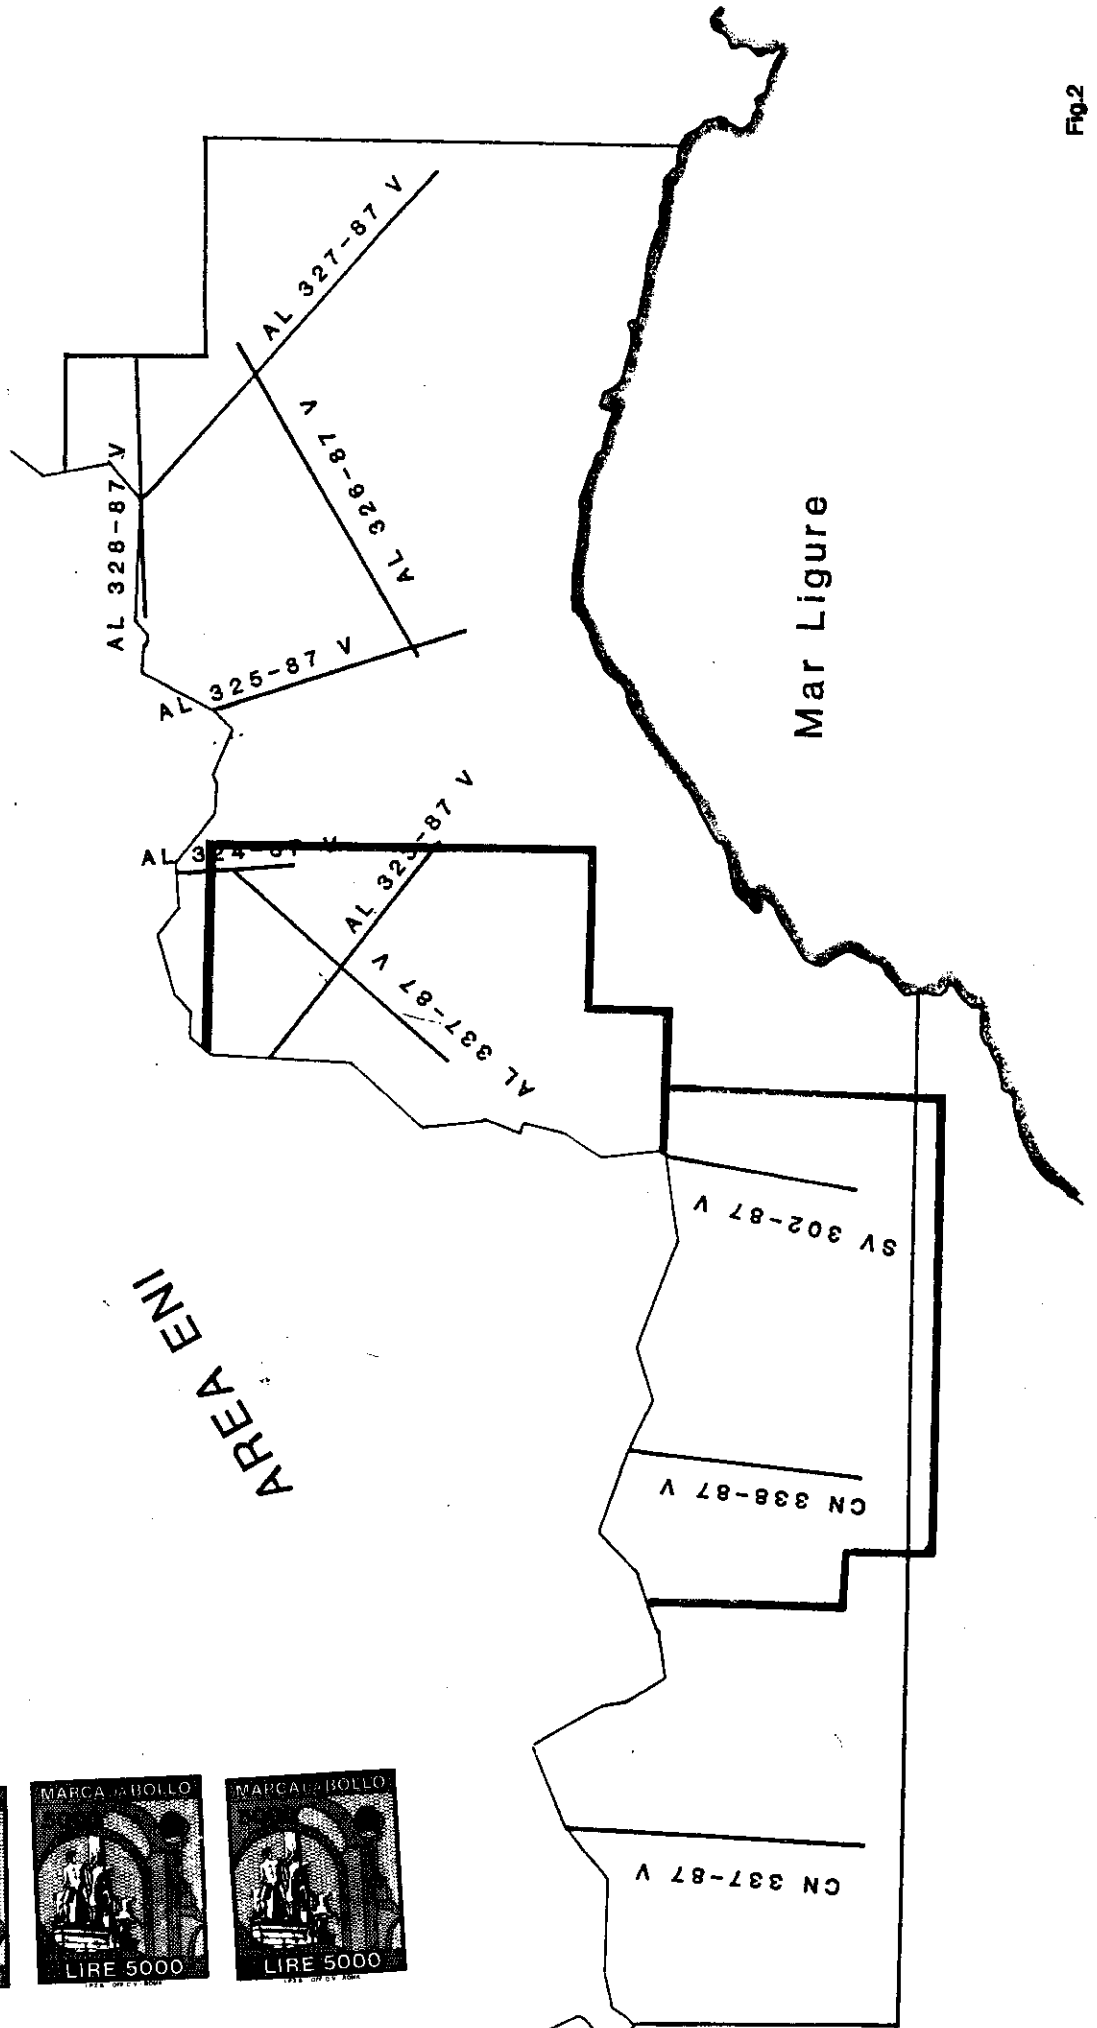 Fig.2
AL 327-87 V
AL 328-87 V
AL 326-87 V
AL 325-87 V
Mar Ligure
AL 324-87 V
AL 323-87 V
AL 337-87 V
SV 302-87 V
AREA ENI
CN 338-87 V
CN 337-87 V
MARCA DA BOLLO
LIRE 5000
MARCA DA BOLLO
LIRE 5000